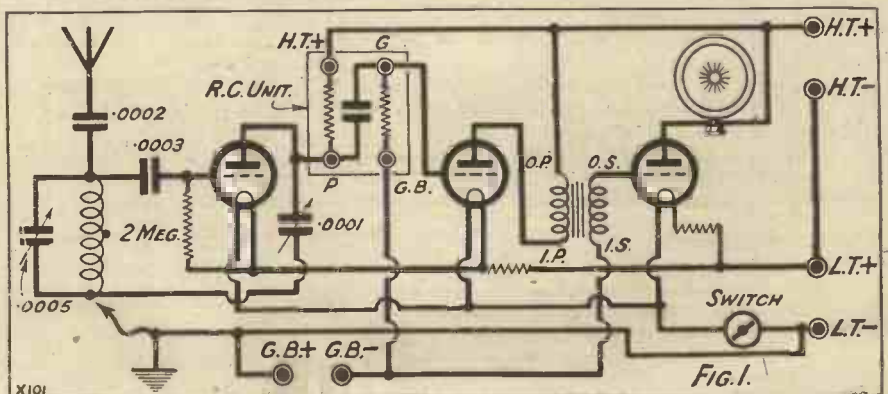 H.T.+
G
H.T.+
R.C. UNIT.
H.T.-
.0002
.0003
O.P.
O.S.
P
G.B.
2 MEG.
.0001
I.P.
I.S.
.0005
L.T.+
SWITCH
L.T.-
G.B.+ G.B.-
FIG. 1.
X101